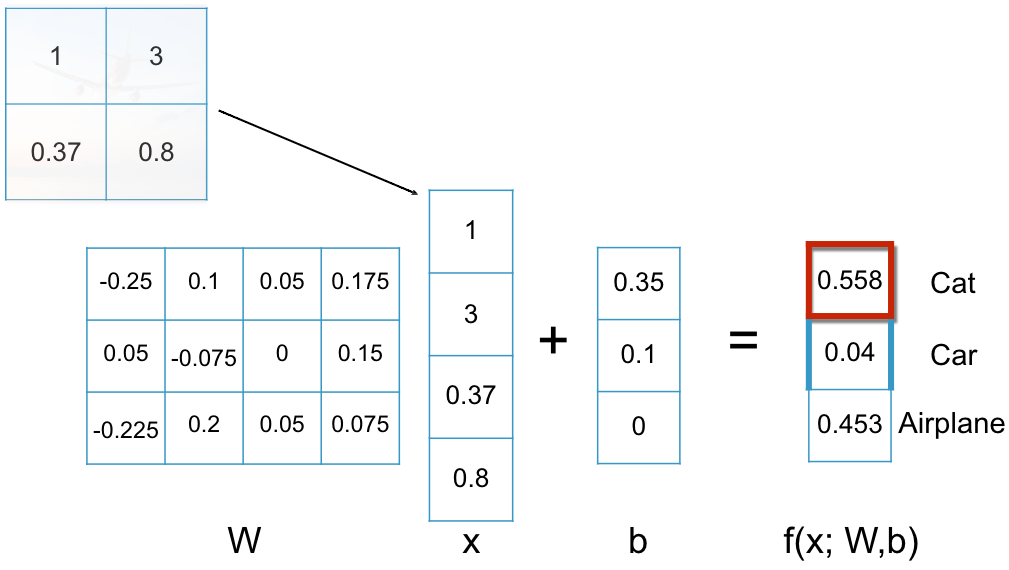 1 3
0.37 0.8
1
3
0.37
0.8
-0.25 0.1 0.05 0.175
0.05 -0.075 0 0.15
-0.225 0.2 0.05 0.075
+
0.35
0.1
0
=
0.558 Cat
0.04 Car
0.453 Airplane
W x b f(x; W,b)